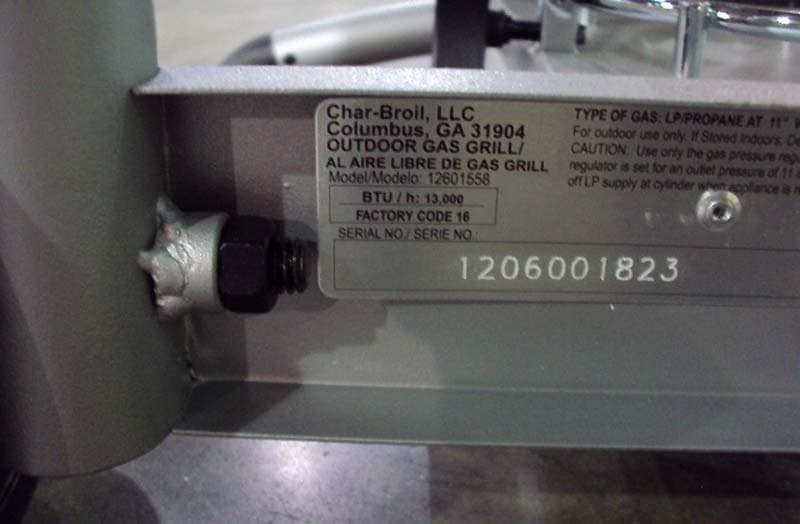 Char-Broil, LLC
Columbus, GA 31904
OUTDOOR GAS GRILL/
AL AIRE LIBRE DE GAS GRILL
Model/Modelo: 12601558
BTU / h: 13,000
FACTORY CODE 16
SERIAL NO./ SERIE NO.:
1206001823
TYPE OF GAS: LP/PROPANE AT 11" W
For outdoor use only. If Stored Indoors, De
CAUTION: Use only the gas pressure regu
regulator is set for an outlet pressure of 11
off LP supply at cylinder when appliance is